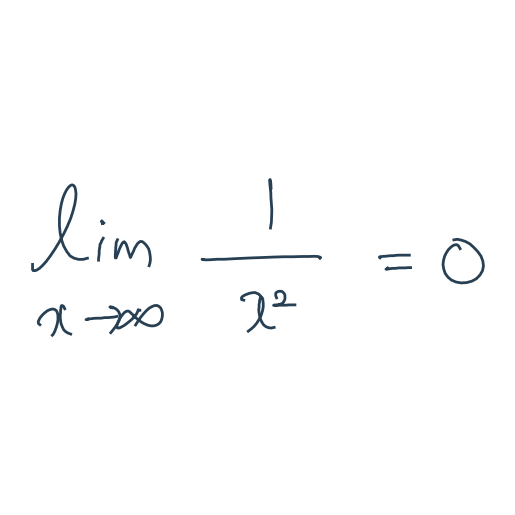 lim 1/x² = 0
x→∞